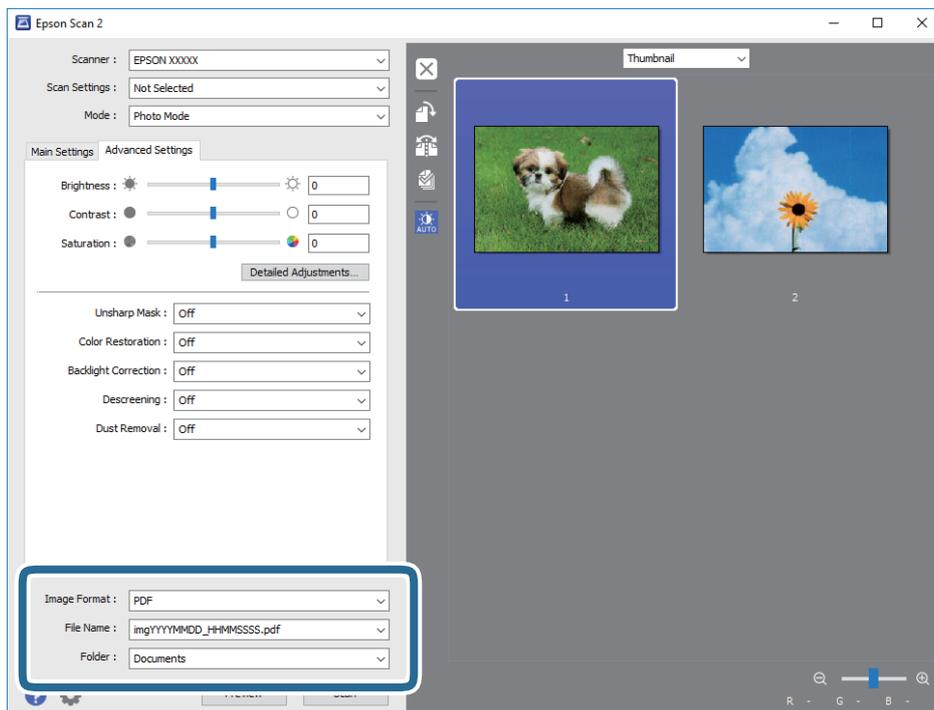 Epson Scan 2
Scanner : EPSON XXXXX
Scan Settings : Not Selected
Mode : Photo Mode
Main Settings Advanced Settings
Brightness : 0
Contrast : 0
Saturation : 0
Detailed Adjustments...
Unsharp Mask : Off
Color Restoration : Off
Backlight Correction : Off
Descreening : Off
Dust Removal : Off
Image Format : PDF
File Name : imgYYYYMMDD_HHMMSSSS.pdf
Folder : Documents
Thumbnail
AUTO
1
2
R - G - B -